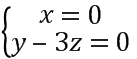 x = 0
y − 3z = 0